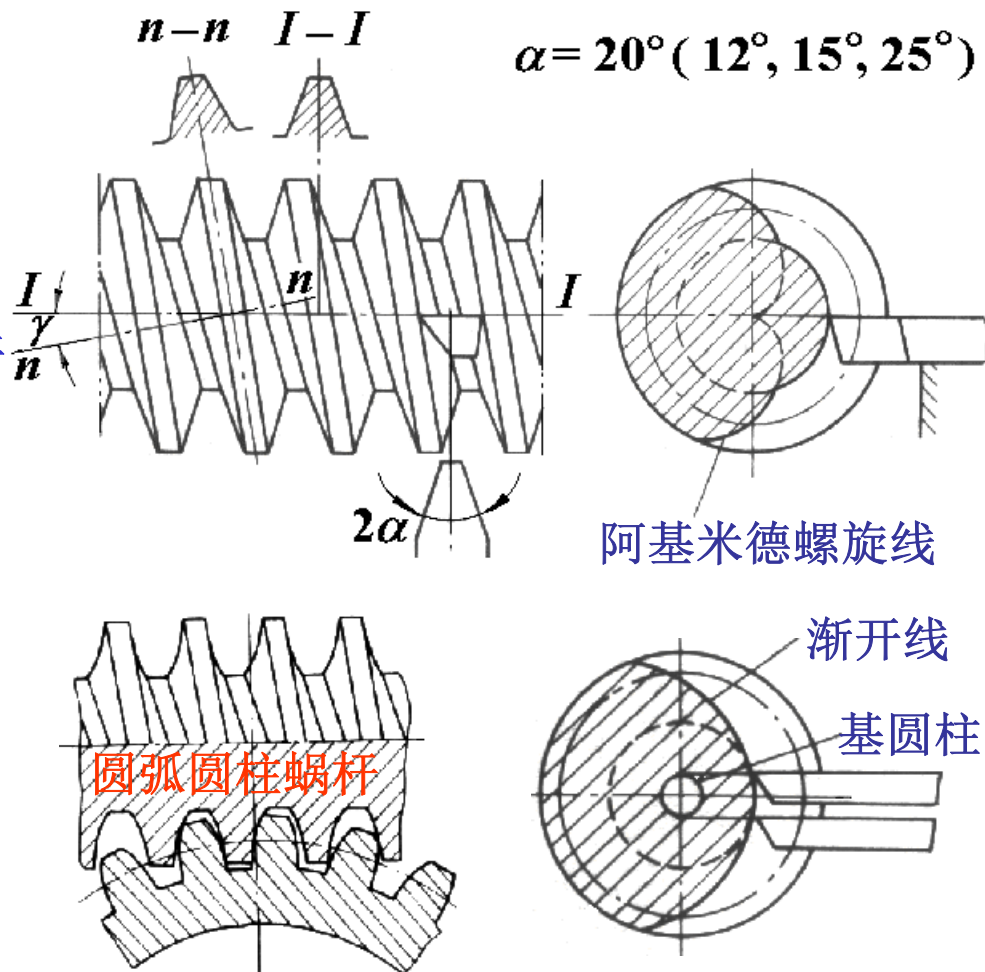 n–n I–I
α = 20° ( 12°, 15°, 25° )
I
γ
n
n
I
2α
阿基米德螺旋线
渐开线
基圆柱
圆弧圆柱蜗杆